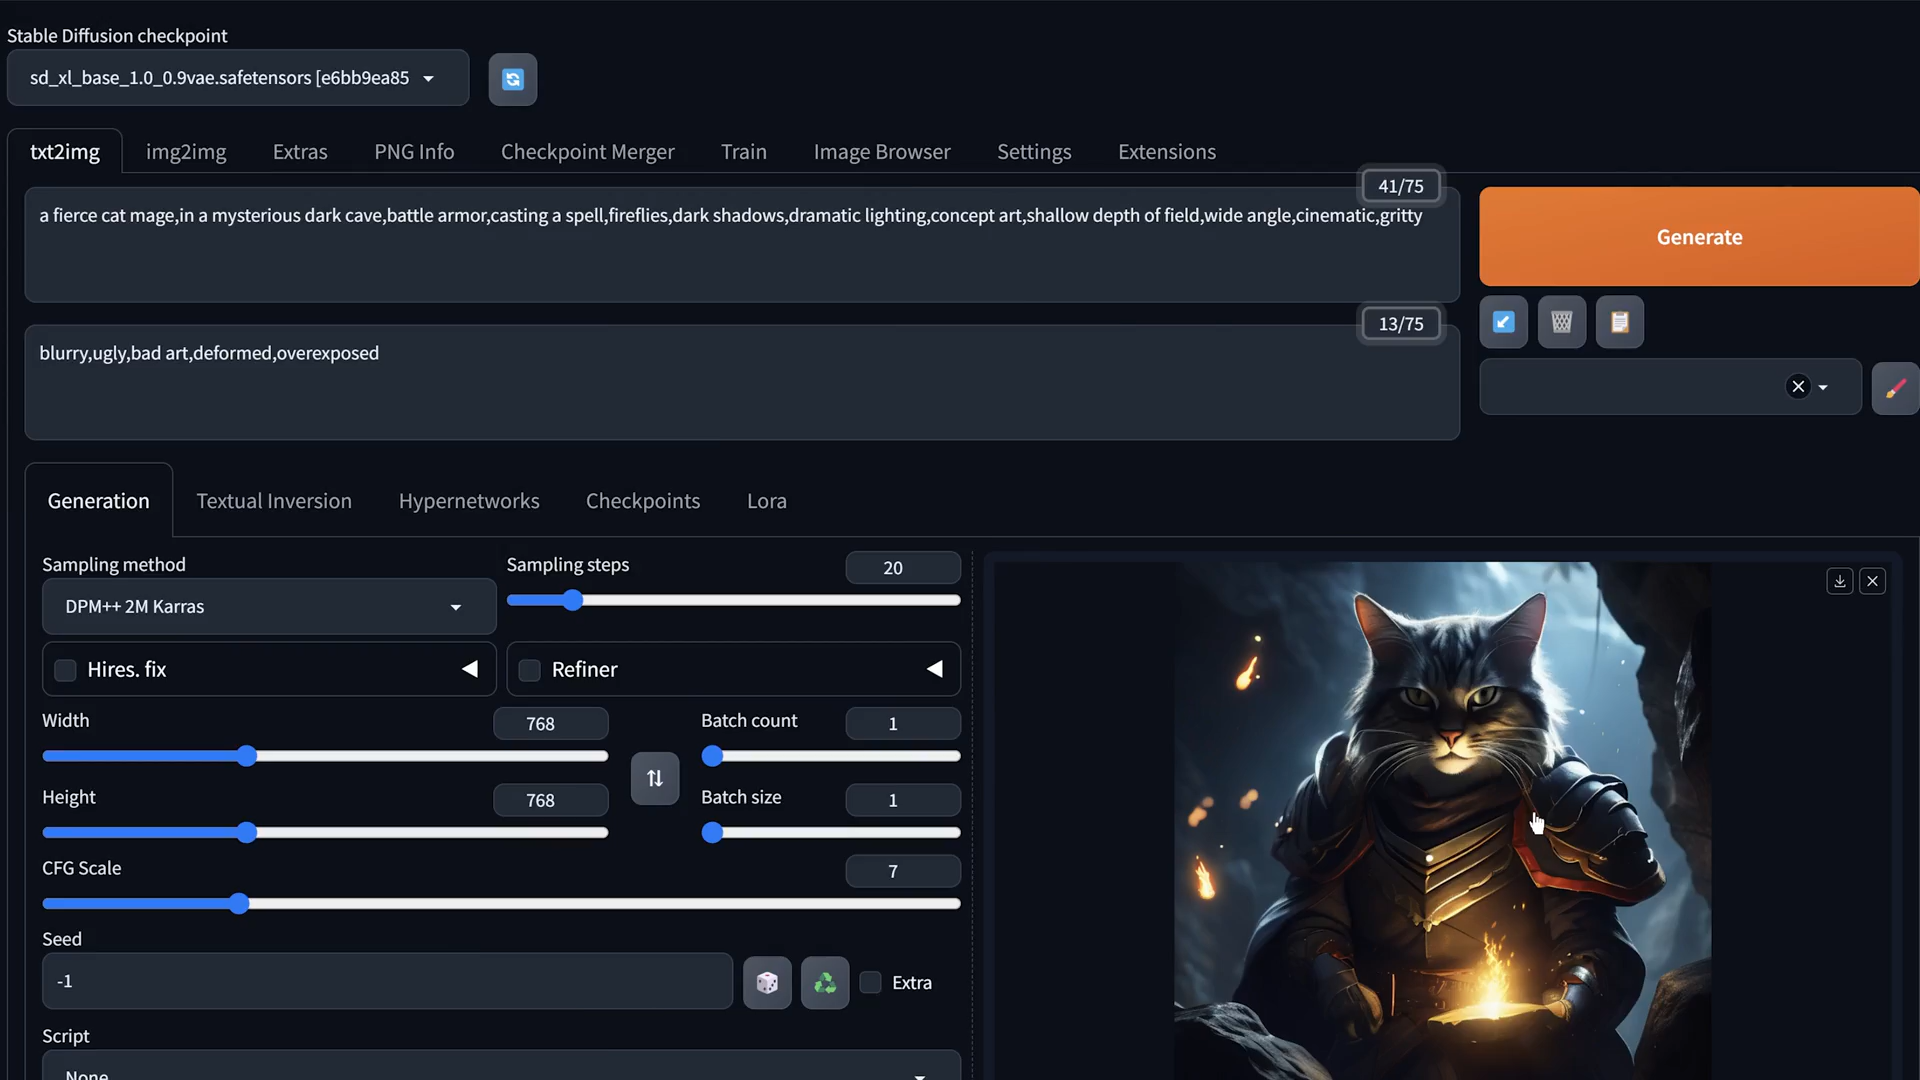 Stable Diffusion checkpoint
sd_xl_base_1.0_0.9vae.safetensors [e6bb9ea85
txt2img img2img Extras PNG Info Checkpoint Merger Train Image Browser Settings Extensions
41/75
a fierce cat mage,in a mysterious dark cave,battle armor,casting a spell,fireflies,dark shadows,dramatic lighting,concept art,shallow depth of field,wide angle,cinematic,gritty
Generate
13/75
blurry,ugly,bad art,deformed,overexposed
Generation Textual Inversion Hypernetworks Checkpoints Lora
Sampling method
DPM++ 2M Karras
Sampling steps
20
Hires. fix
Refiner
Width
768
Batch count
1
Height
768
Batch size
1
CFG Scale
7
Seed
-1
Extra
Script
None